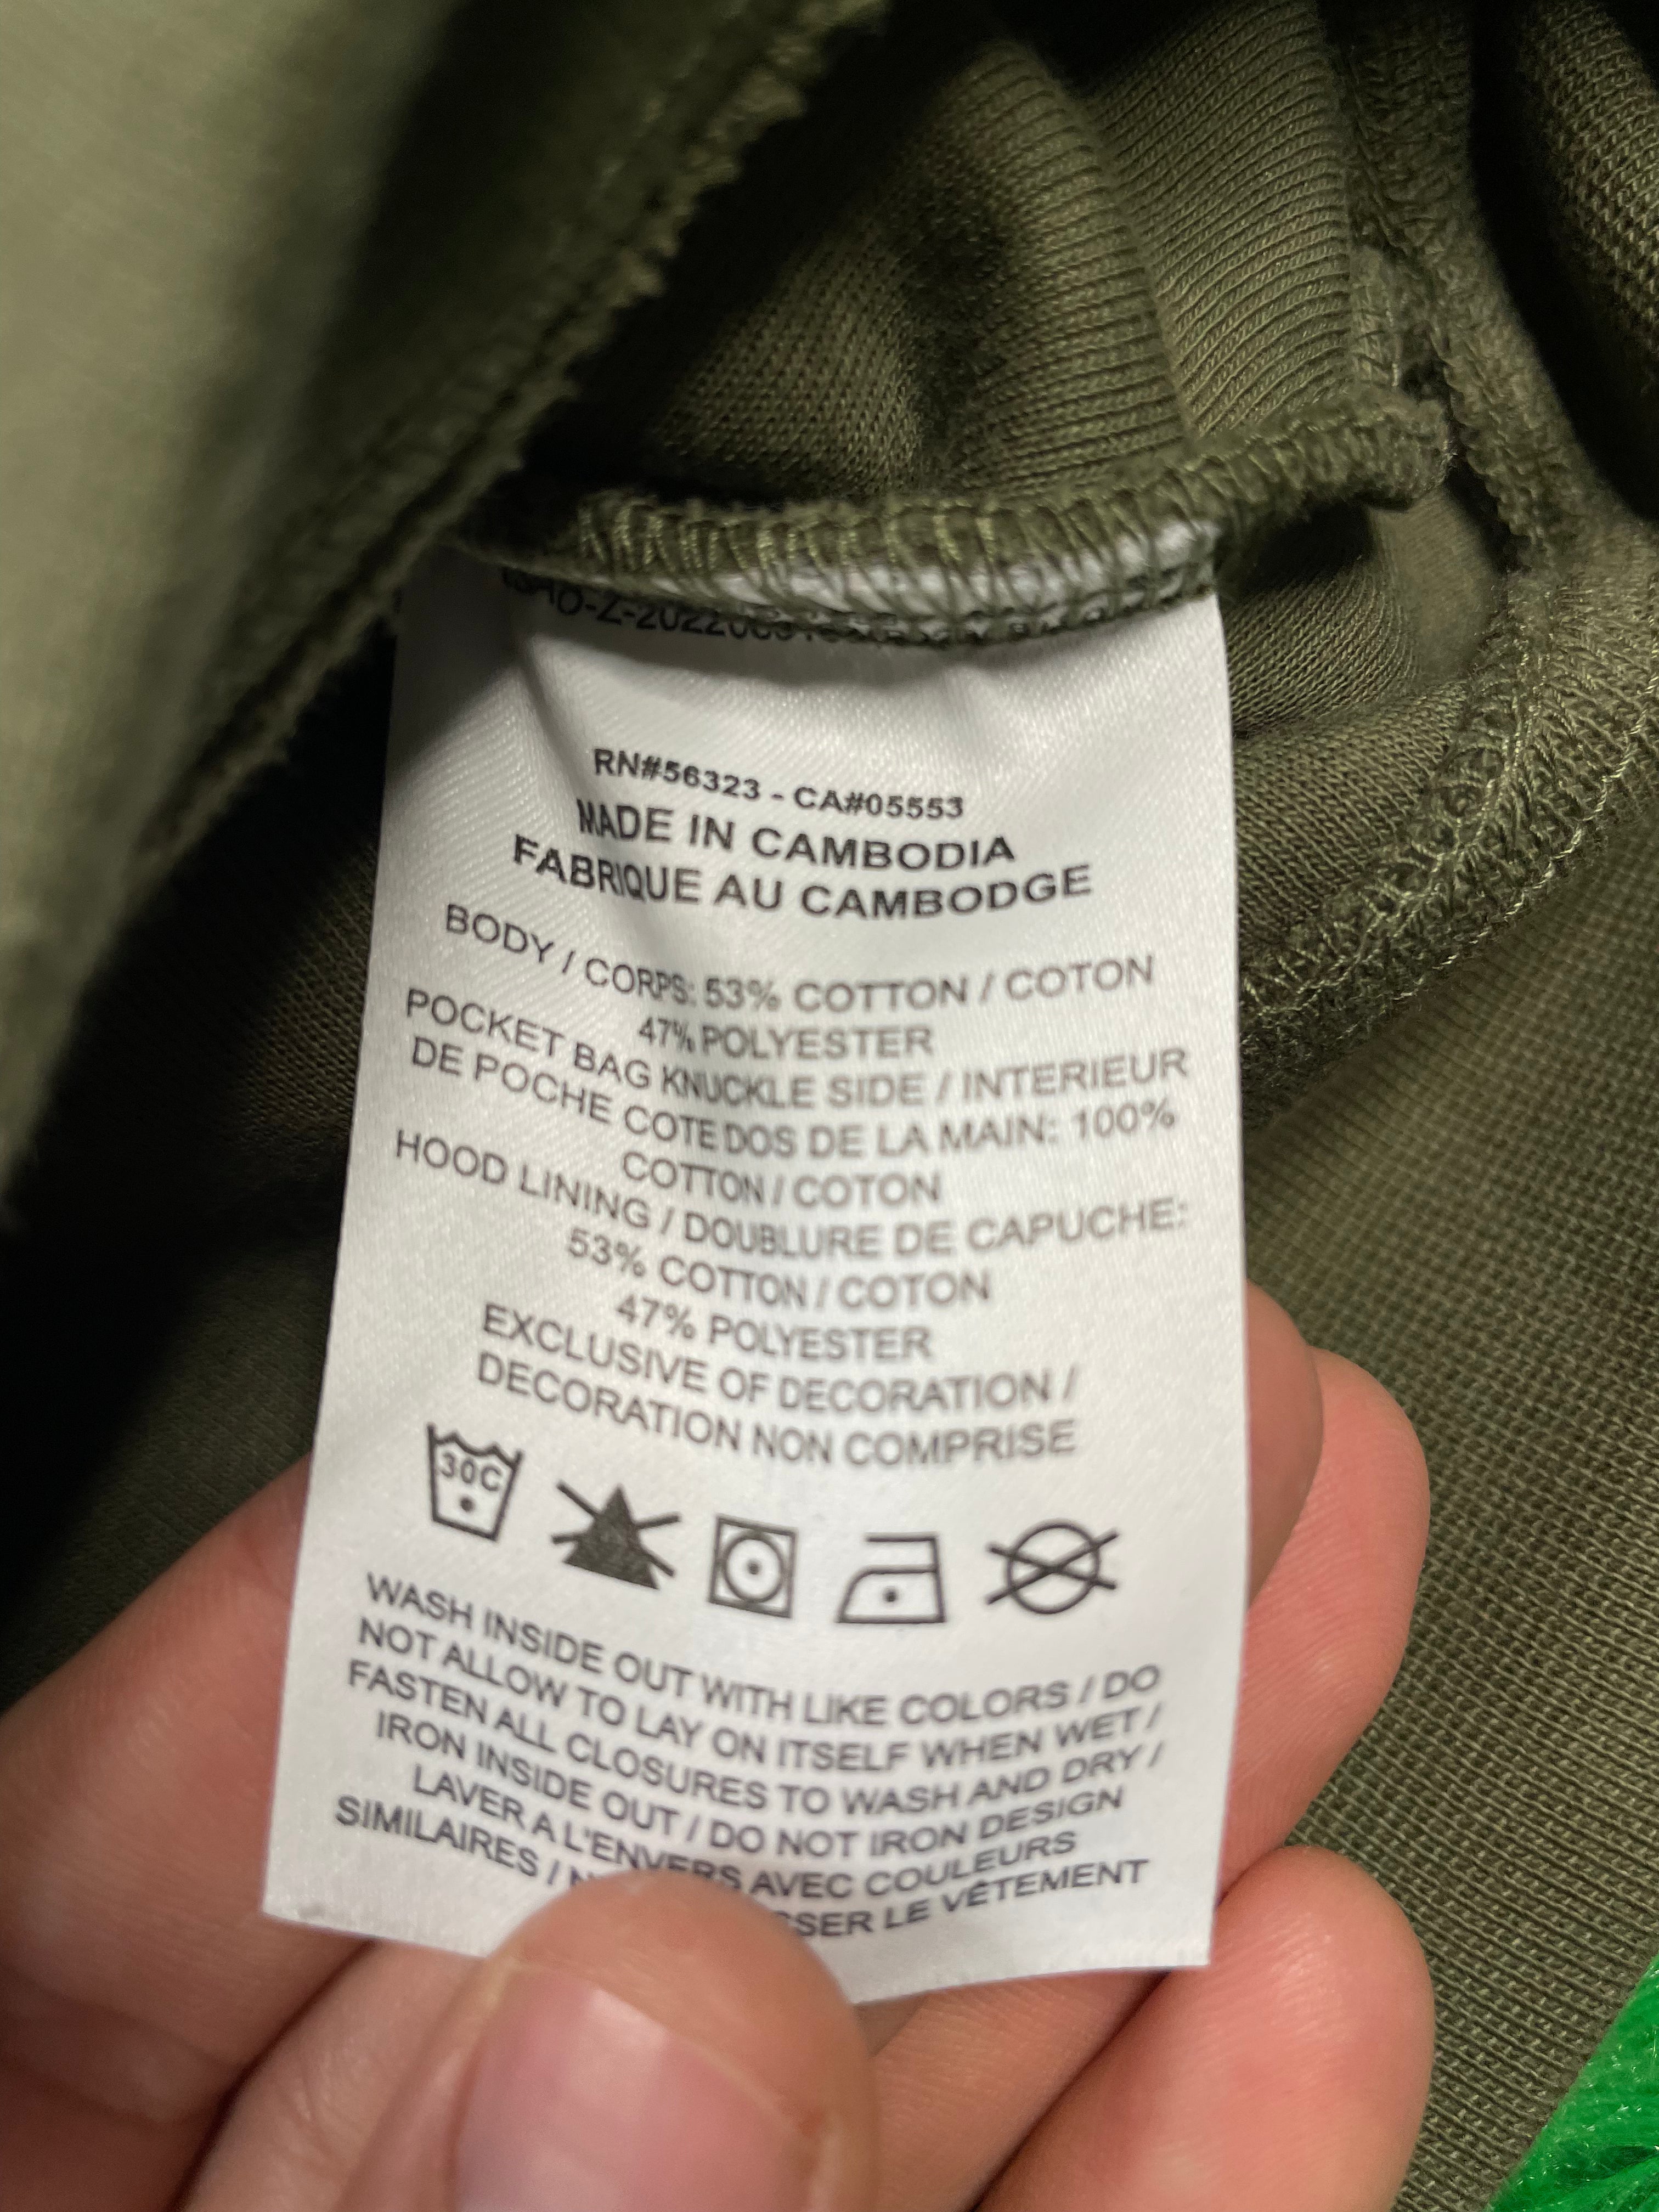 RN#56323 - CA#05553
MADE IN CAMBODIA
FABRIQUE AU CAMBODGE
BODY / CORPS: 53% COTTON / COTON
47% POLYESTER
POCKET BAG KNUCKLE SIDE / INTERIEUR
DE POCHE COTE DOS DE LA MAIN: 100%
COTTON / COTON
HOOD LINING / DOUBLURE DE CAPUCHE:
53% COTTON / COTON
47% POLYESTER
EXCLUSIVE OF DECORATION /
DECORATION NON COMPRISE
30C
WASH INSIDE OUT WITH LIKE COLORS / DO
NOT ALLOW TO LAY ON ITSELF WHEN WET /
FASTEN ALL CLOSURES TO WASH AND DRY /
IRON INSIDE OUT / DO NOT IRON DESIGN
LAVER A L'ENVERS AVEC COULEURS
SIMILAIRES / LE VÊTEMENT